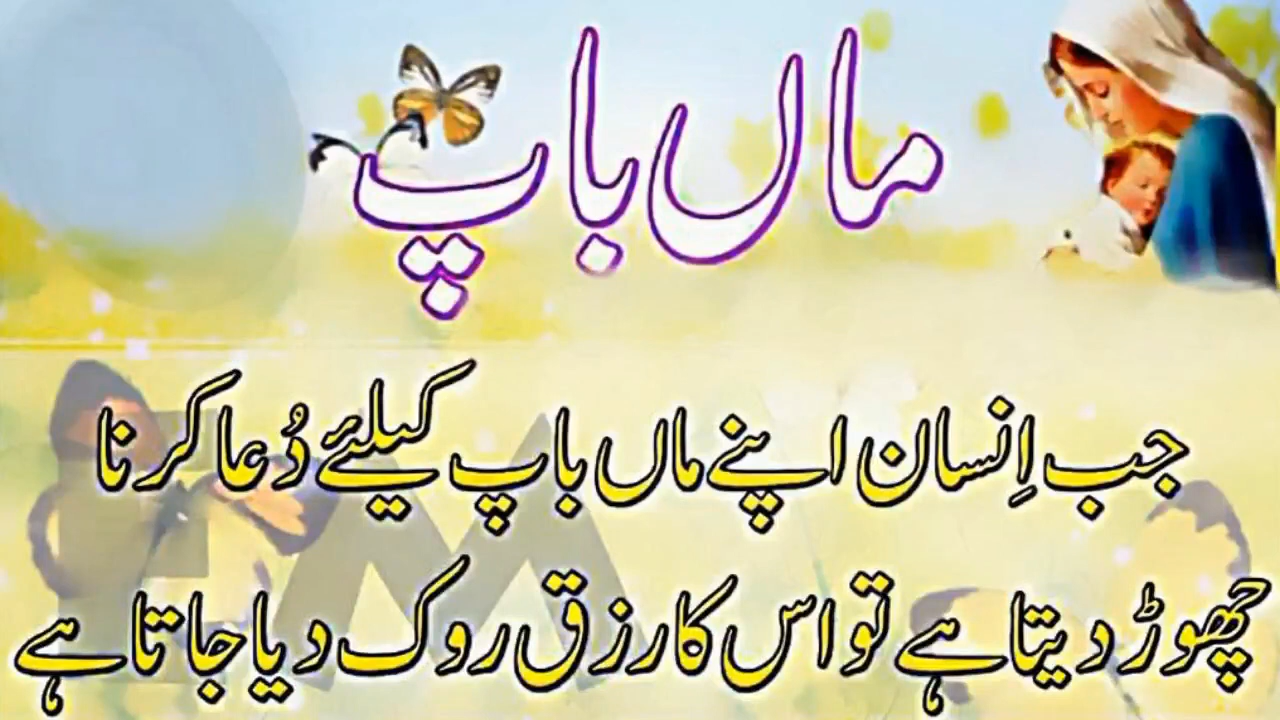 ماں باپ
جب اِنسان اپنے ماں باپ کیلئے دُعا کرنا
چھوڑ دیتا ہے تو اس کا رزق روک دیا جاتا ہے